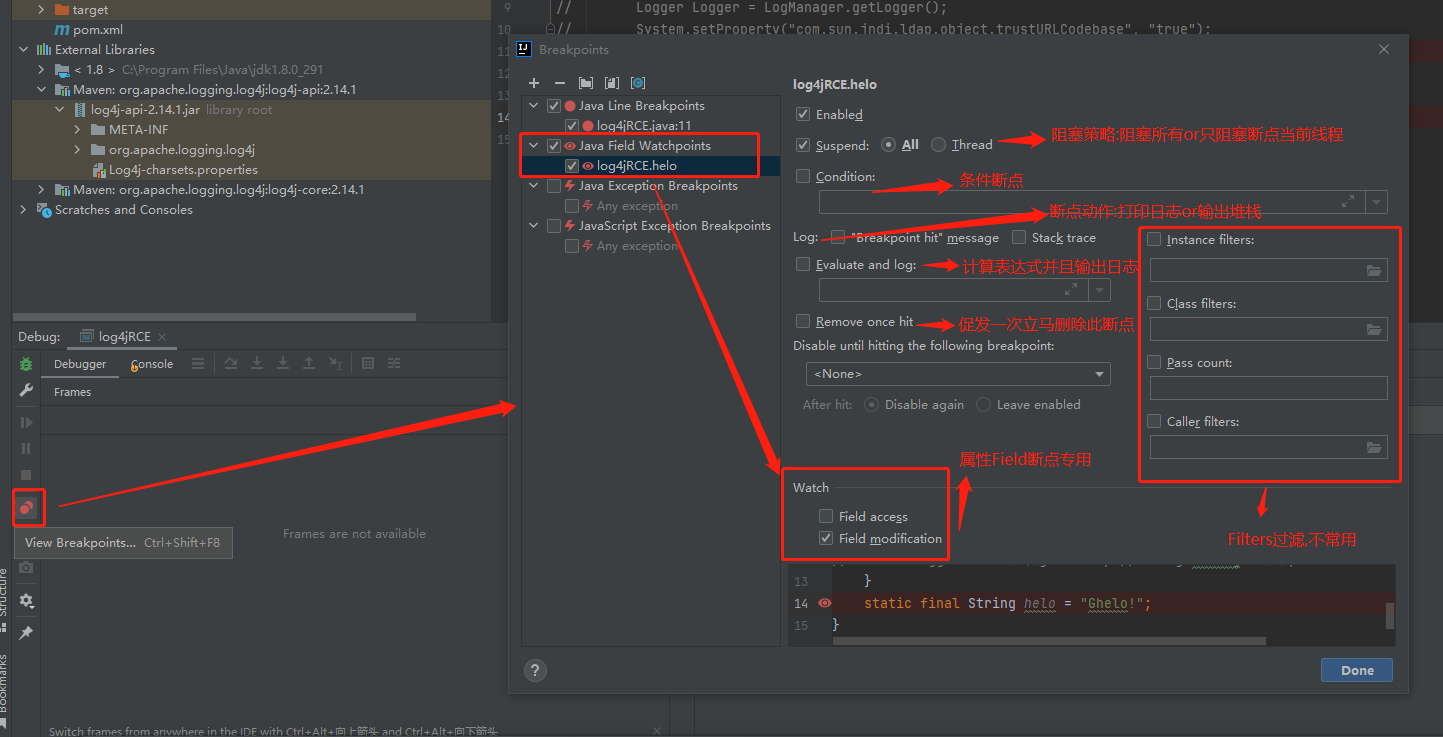 target
pom.xml
External Libraries
< 1.8 > C:\Program Files\Java\jdk1.8.0_291
Maven: org.apache.logging.log4j:log4j-api:2.14.1
log4j-api-2.14.1.jar library root
META-INF
org.apache.logging.log4j
Log4j-charsets.properties
Maven: org.apache.logging.log4j:log4j-core:2.14.1
Scratches and Consoles
9 // Logger Logger = LogManager.getLogger();
10 // System.setProperty("com.sun.jndi.ldap.object.trustURLCodebase", "true");
11
12
13
14
15
Breakpoints
Java Line Breakpoints
log4jRCE.java:11
Java Field Watchpoints
log4jRCE.helo
Java Exception Breakpoints
Any exception
JavaScript Exception Breakpoints
Any exception
log4jRCE.helo
Enabled
Suspend: All Thread
阻塞策略:阻塞所有or只阻塞断点当前线程
Condition:
条件断点
断点动作:打印日志or输出堆栈
Log: "Breakpoint hit" message Stack trace
Evaluate and log:
计算表达式并且输出日志
Remove once hit
促发一次立马删除此断点
Disable until hitting the following breakpoint:
<None>
After hit: Disable again Leave enabled
Instance filters:
Class filters:
Pass count:
Caller filters:
属性Field断点专用
Watch
Field access
Field modification
Filters过滤,不常用
13 }
14 static final String helo = "Ghelo!";
15 }
?
Done
Debug: log4jRCE
Debugger Console
Frames
Frames are not available
View Breakpoints... Ctrl+Shift+F8
Structure
Bookmarks
Switch frames from anywhere in the IDE with Ctrl+Alt+向上箭头 and Ctrl+Alt+向下箭头